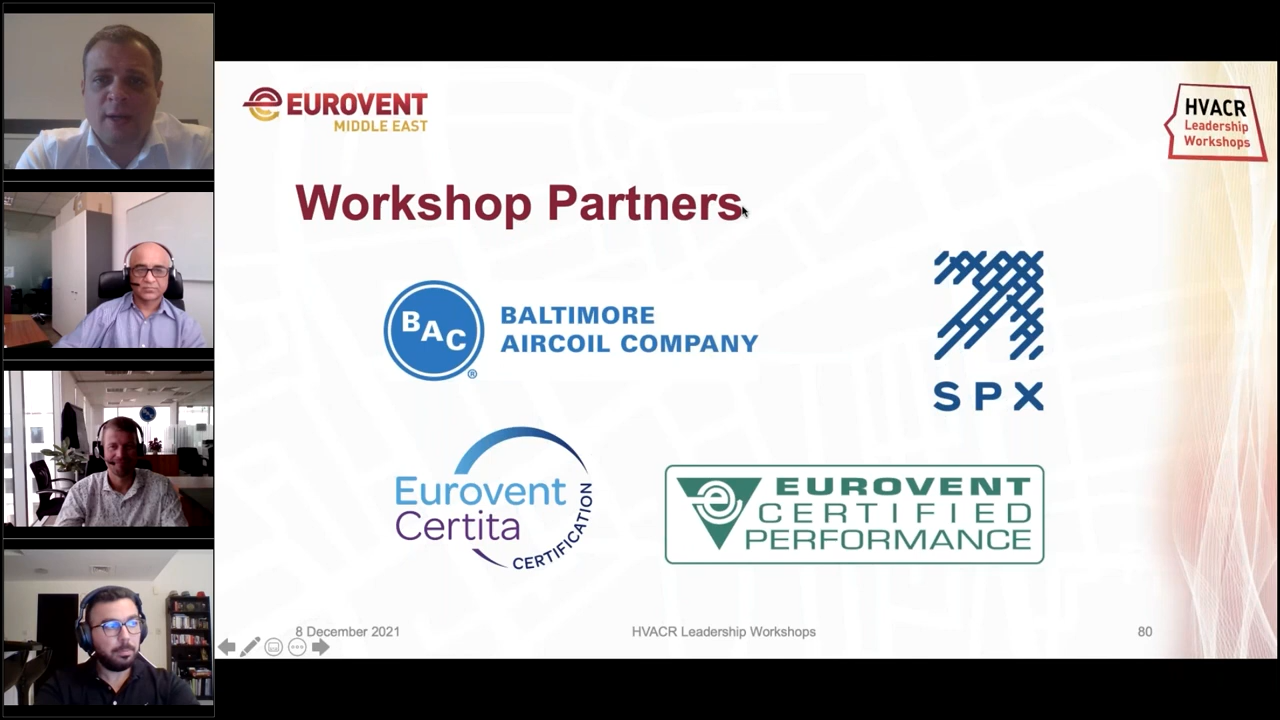 EUROVENT
MIDDLE EAST
HVACR
Leadership
Workshops
Workshop Partners
BAC
®
BALTIMORE
AIRCOIL COMPANY
SPX
Eurovent
Certita
CERTIFICATION
EUROVENT
CERTIFIED
PERFORMANCE
8 December 2021
HVACR Leadership Workshops
80